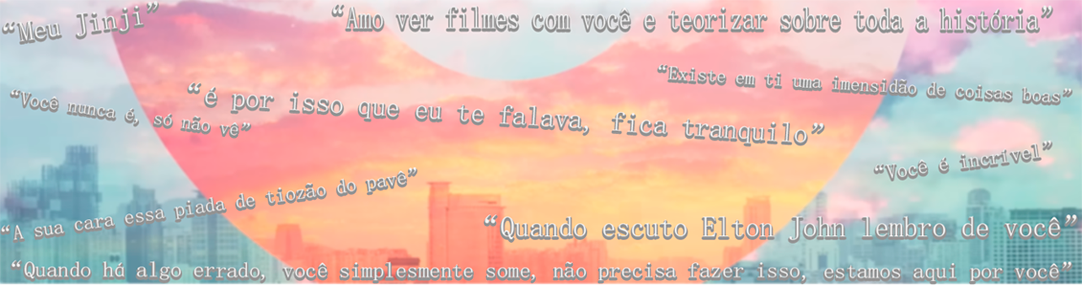 “Meu Jinji”
“Amo ver filmes com você e teorizar sobre toda a história”
“Existe em ti uma imensidão de coisas boas”
“Você nunca é, só não vê”
“é por isso que eu te falava, fica tranquilo”
“Você é incrível”
“A sua cara essa piada de tiozão do pavê”
“Quando escuto Elton John lembro de você”
“Quando há algo errado, você simplesmente some, não precisa fazer isso, estamos aqui por você”